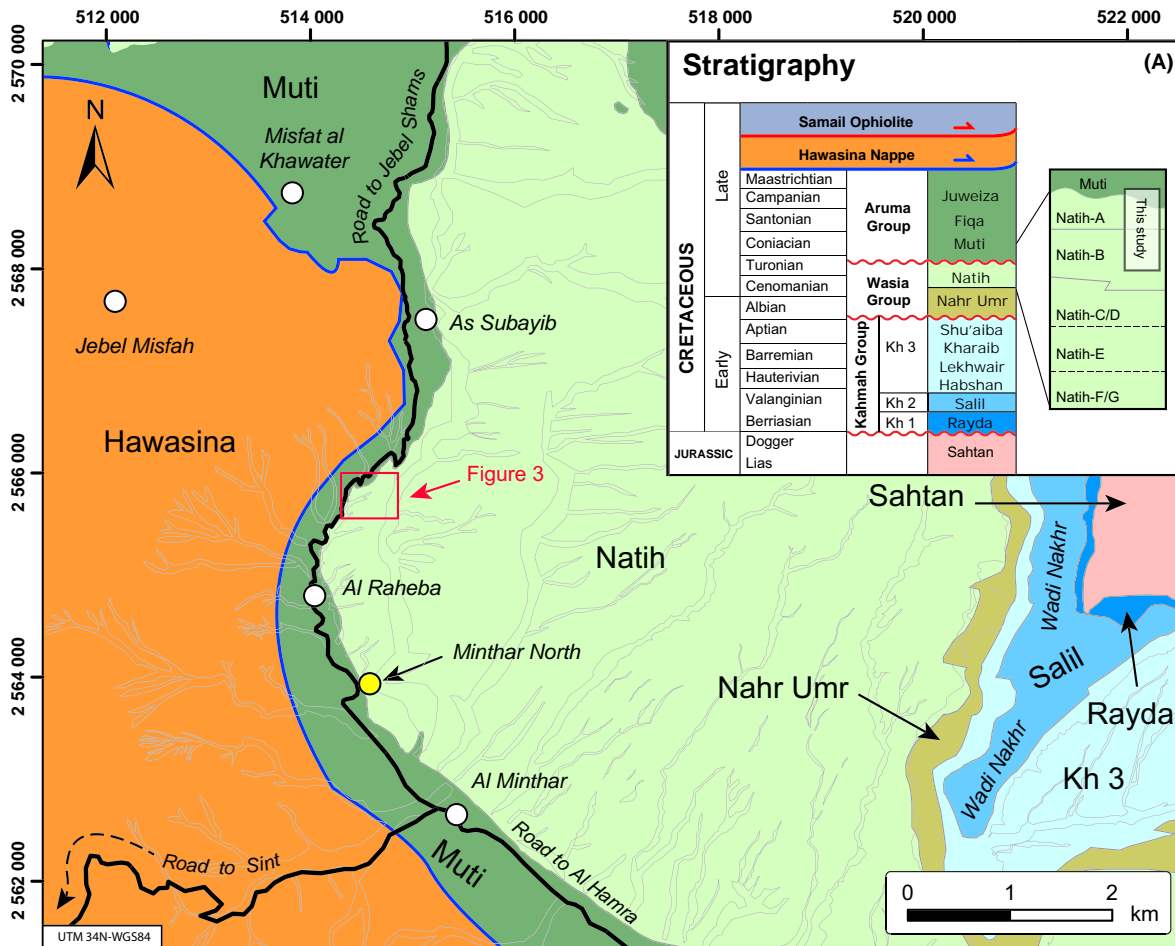 512 000
514 000
516 000
518 000
520 000
522 000
2 570 000
2 568 000
2 566 000
2 564 000
2 562 000
N
Muti
Misfat al
Khawater
Road to Jebel Shams
As Subayib
Jebel Misfah
Hawasina
Figure 3
Natih
Al Raheba
Minthar North
Al Minthar
Muti
Road to Al Hamra
Road to Sint
UTM 34N-WGS84
Stratigraphy
(A)
Samail Ophiolite
Hawasina Nappe
CRETACEOUS
Late
Early
JURASSIC
Maastrichtian
Campanian
Santonian
Coniacian
Turonian
Cenomanian
Albian
Aptian
Barremian
Hauterivian
Valanginian
Berriasian
Dogger
Lias
Aruma
Group
Wasia
Group
Kahmah Group
Kh 3
Kh 2
Kh 1
Juweiza
Fiqa
Muti
Natih
Nahr Umr
Shu'aiba
Kharaib
Lekhwair
Habshan
Salil
Rayda
Sahtan
Muti
Natih-A
Natih-B
Natih-C/D
Natih-E
Natih-F/G
This study
Sahtan
Wadi Nakhr
Salil
Nahr Umr
Rayda
Wadi Nakhr
Kh 3
0
1
2
km